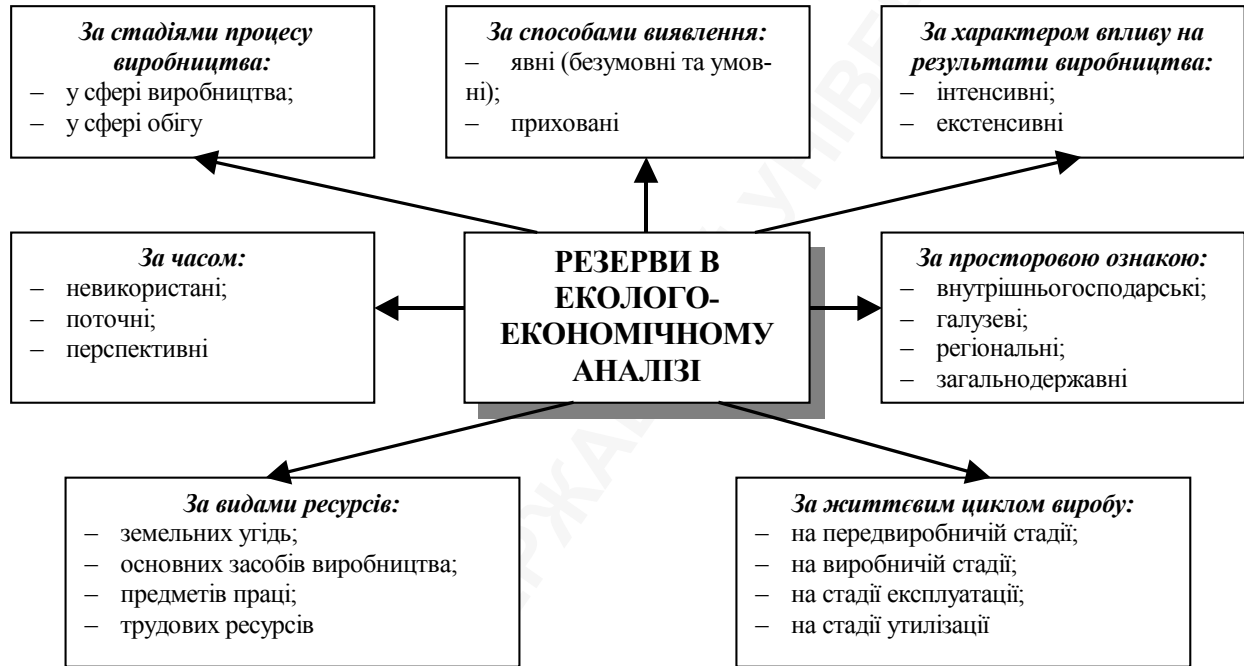 За стадіями процесу
виробництва:
– у сфері виробництва;
– у сфері обігу
За способами виявлення:
– явні (безумовні та умов-
ні);
– приховані
За характером впливу на
результати виробництва:
– інтенсивні;
– екстенсивні
За часом:
– невикористані;
– поточні;
– перспективні
РЕЗЕРВИ В
ЕКОЛОГО-
ЕКОНОМІЧНОМУ
АНАЛІЗІ
За просторовою ознакою:
– внутрішньогосподарські;
– галузеві;
– регіональні;
– загальнодержавні
За видами ресурсів:
– земельних угідь;
– основних засобів виробництва;
– предметів праці;
– трудових ресурсів
За життєвим циклом виробу:
– на передвиробничій стадії;
– на виробничій стадії;
– на стадії експлуатації;
– на стадії утилізації